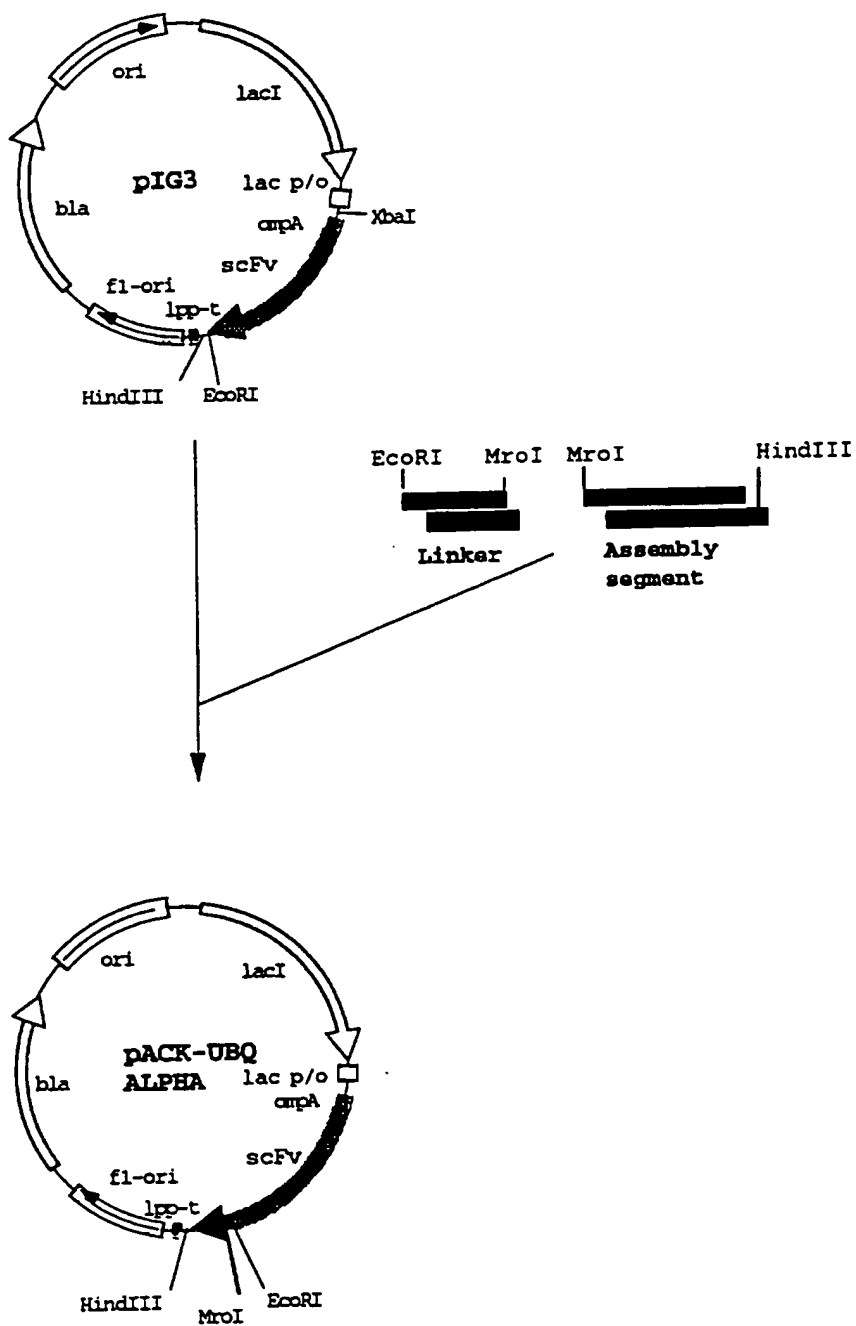 ori
lacI
pIG3
lac p/o
ompA
XbaI
bla
scFv
f1-ori
lpp-t
HindIII EcoRI
EcoRI MroI MroI HindIII
Linker
Assembly
segment
ori
lacI
pACK-UBQ
ALPHA
lac p/o
ompA
bla
scFv
f1-ori
lpp-t
HindIII
MroI
EcoRI